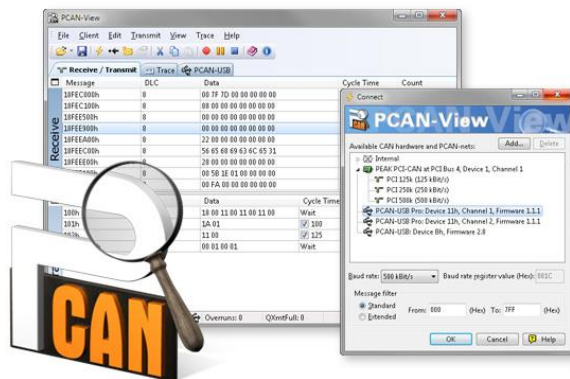 PCAN-View
File Client Edit Transmit View Trace Help
Receive / Transmit Trace PCAN-USB
Message DLC Data Cycle Time Count
18FEC000h 8 00 7F 7D 00 00 00 00 00
18FEC100h 8 00 00 00 00 00 00 00 00
18FEE500h 8 00 00 00 00 00 00 00 00
18FEE900h 8 00 00 00 00 00 00 00 00
18FEEA00h 8 22 00 00 00 00 00 00 00
18FEEC00h 8 56 65 68 69 63 6C 65 31
18FEE000h 8 28 00 00 00 00 00 00 00
00 5B 1E 01 00 00 00 00
00 FA 00 00 00 00 00 00
Receive
Data Cycle Time
100h 18 00 11 00 11 00 11 00 Wait
101h 1A 01 100
11 00 125
00 81 00 01 Wait
Overruns: 0 QXmtFull: 0
CAN
Connect
PCAN-View
Available CAN hardware and PCAN-nets: Add... Delete
Internal
PEAK PCI-CAN at PCI Bus 4, Device 1, Channel 1
PCI 125k (125 kBit/s)
PCI 250k (250 kBit/s)
PCI 500k (500 kBit/s)
PCAN-USB Pro: Device 11h, Channel 1, Firmware 1.1.1
PCAN-USB Pro: Device 11h, Channel 2, Firmware 1.1.1
PCAN-USB: Device 8h, Firmware 2.8
Baud rate: 500 kBit/s Baud rate register value (Hex): 001C
Message filter
Standard From: 000 (Hex) To: 7FF (Hex)
Extended
OK Cancel Help